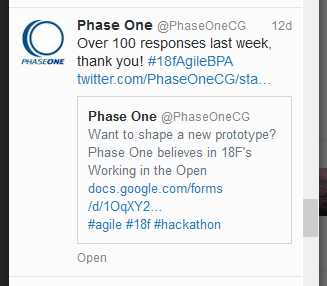 PHASEONE
Phase One @PhaseOneCG 12d
Over 100 responses last week,
thank you! #18fAgileBPA
twitter.com/PhaseOneCG/sta…
Phase One @PhaseOneCG
Want to shape a new prototype?
Phase One believes in 18F's
Working in the Open
docs.google.com/forms
/d/1OqXY2…
#agile #18f #hackathon
Open